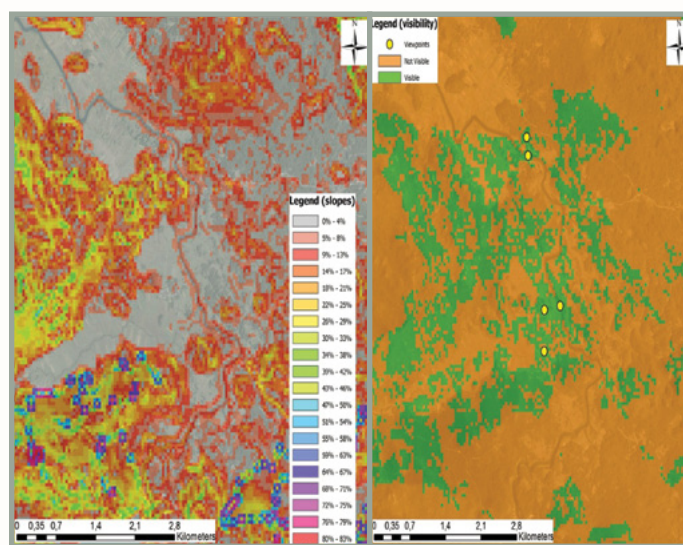 N
Legend (slopes)
0% - 4%
5% - 8%
9% - 13%
14% - 17%
18% - 21%
22% - 25%
26% - 29%
30% - 33%
34% - 38%
39% - 42%
43% - 46%
47% - 50%
51% - 54%
55% - 58%
59% - 63%
64% - 67%
68% - 71%
72% - 75%
76% - 79%
80% - 83%
0 0,35 0,7 1,4 2,1 2,8
Kilometers
Legend (visibility)
Viewpoints
Not Visible
Visible
N
0 0,35 0,7 1,4 2,1 2,8
Kilometers